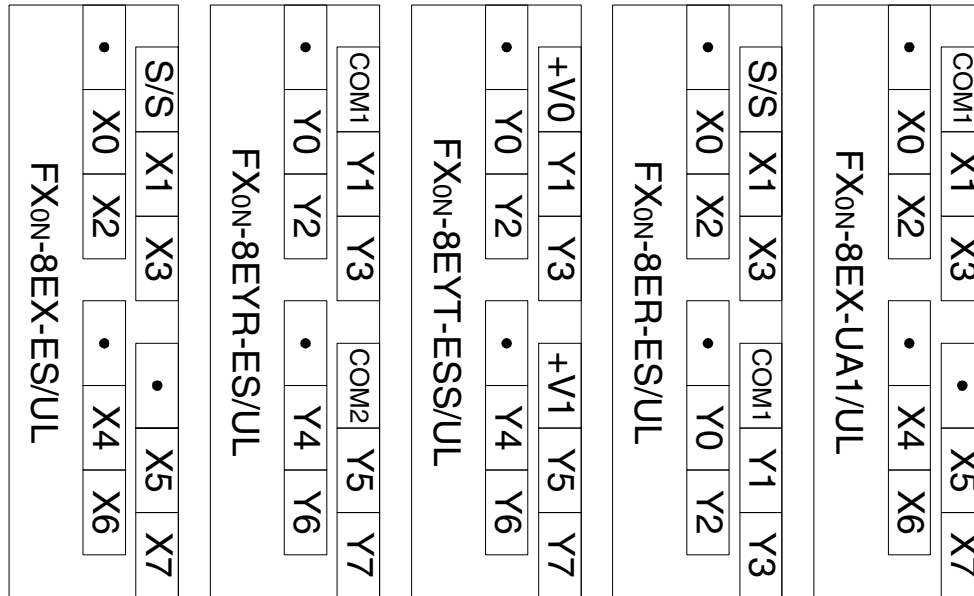 COM1 X1 X3 • X5 X7
• X0 X2 • X4 X6
FX0N-8EX-UA1/UL
S/S X1 X3 COM1 Y1 Y3
• X0 X2 • Y0 Y2
FX0N-8ER-ES/UL
+V0 Y1 Y3 +V1 Y5 Y7
• Y0 Y2 • Y4 Y6
FX0N-8EYT-ESS/UL
COM1 Y1 Y3 COM2 Y5 Y7
• Y0 Y2 • Y4 Y6
FX0N-8EYR-ES/UL
S/S X1 X3 • X5 X7
• X0 X2 • X4 X6
FX0N-8EX-ES/UL